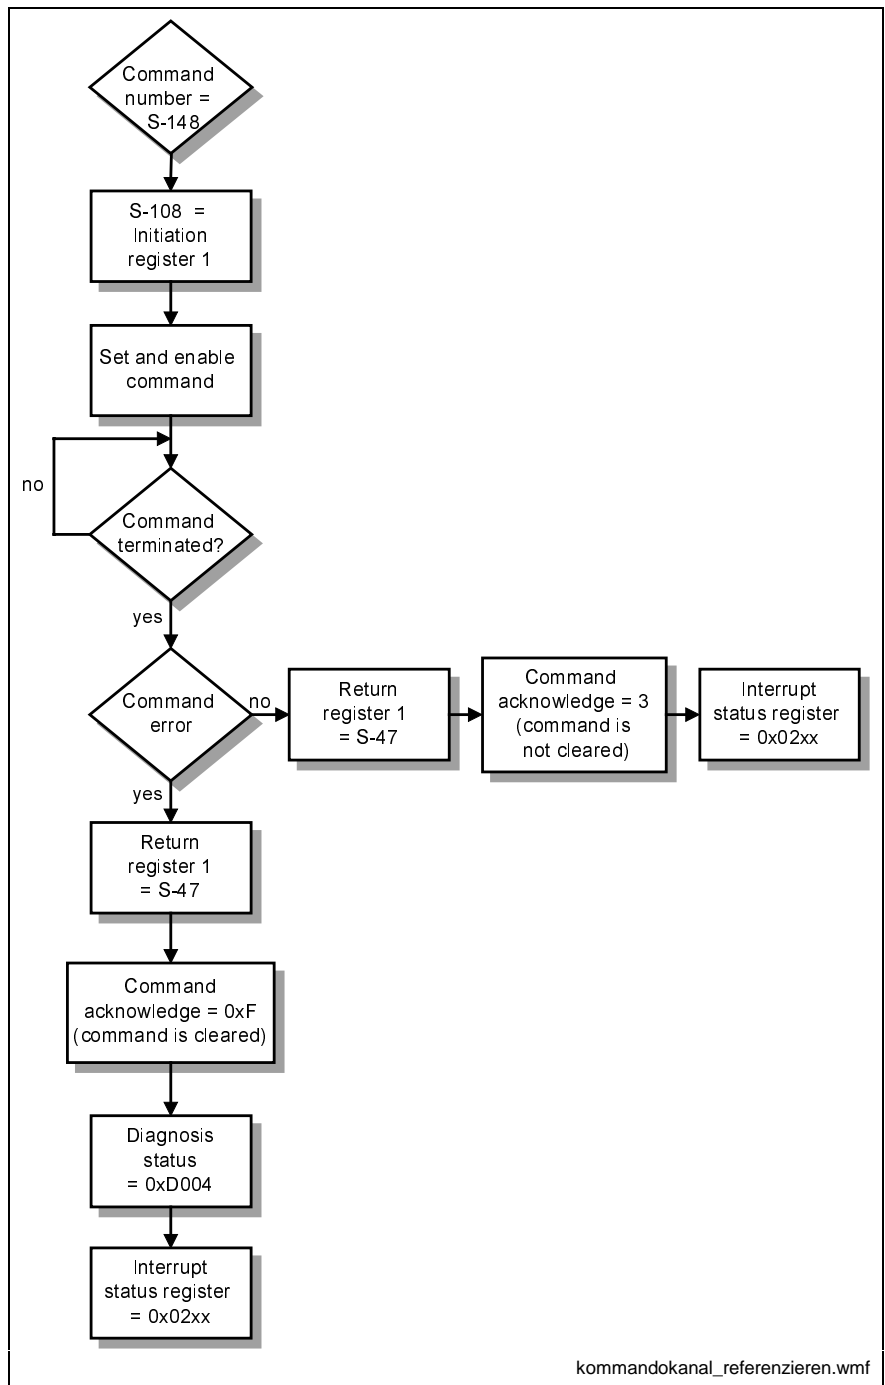 Command
number =
S-148
S-108 =
Initiation
register 1
Set and enable
command
no
Command
terminated?
yes
Command
error
no
Return
register 1
= S-47
Command
acknowledge = 3
(command is
not cleared)
Interrupt
status register
= 0x02xx
yes
Return
register 1
= S-47
Command
acknowledge = 0xF
(command is cleared)
Diagnosis
status
= 0xD004
Interrupt
status register
= 0x02xx
kommandokanal_referenzieren.wmf